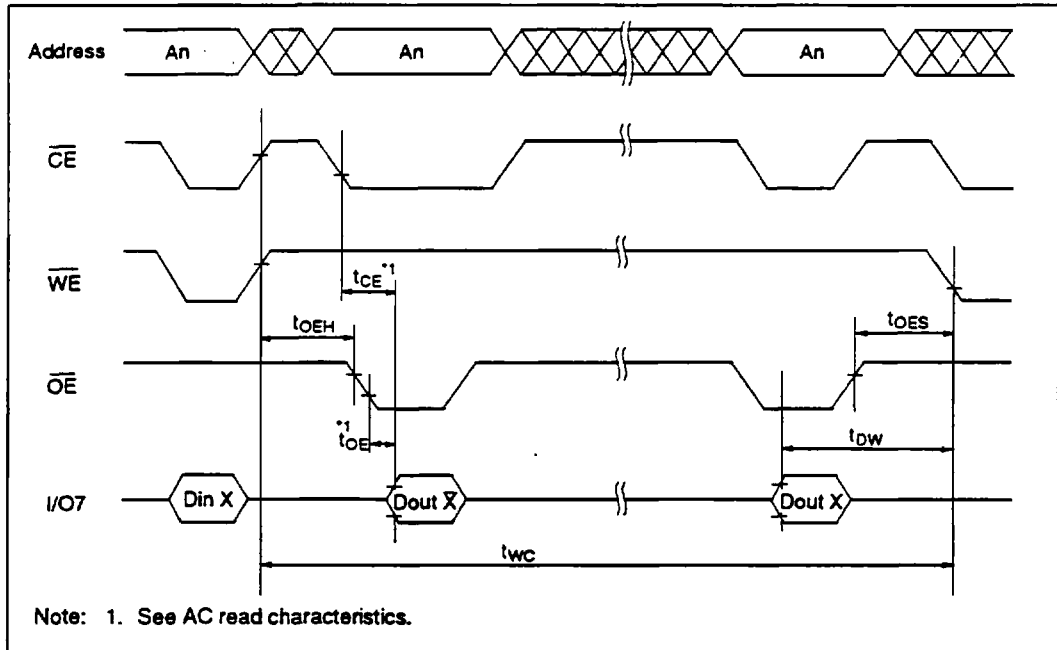 Address An An An
CE
WE
tCE*1
tOEH tOES
OE
tOE*1 tDW
I/O7 Din X Dout X̄ Dout X
tWC
Note: 1. See AC read characteristics.